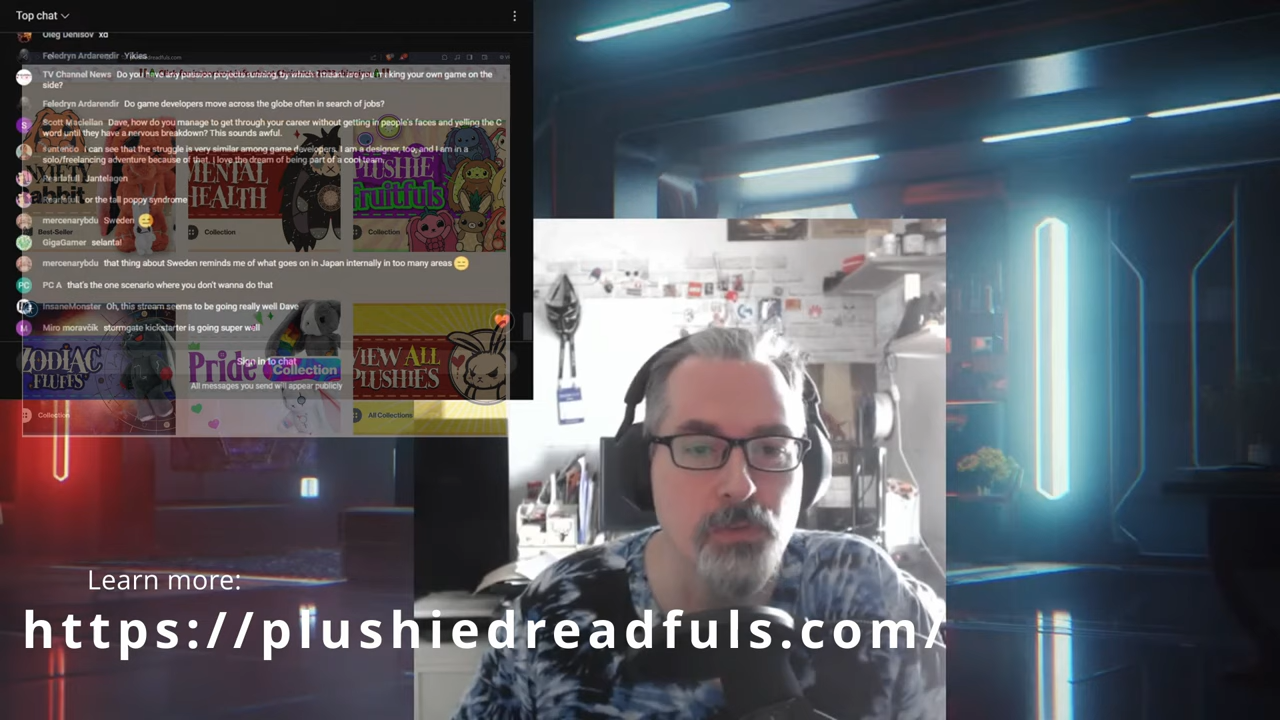 Top chat
Oleg Denisov xd
Feledryn Ardarendir Yikies
TV Channel News Do you have any passion projects running, by which I mean, are you making your own game on the
side?
Feledryn Ardarendir Do game developers move across the globe often in search of jobs?
Scott Maclellan Dave, how do you manage to get through your career without getting in people's faces and yelling the C
word until they have a nervous breakdown? This sounds awful.
I can see that the struggle is very similar among game developers. I am a designer, too, and I am in a
solo/freelancing adventure because of that. I love the dream of being part of a cool team.
Jantelagen
or the tall poppy syndrome
mercenarybdu Sweden 😅
GigaGamer selanta!
mercenarybdu that thing about Sweden reminds me of what goes on in Japan internally in too many areas 😑
PC A that's the one scenario where you don't wanna do that
InsaneMonster Oh, this stream seems to be going really well Dave
Miro moravčik stormgate kickstarter is going super well
Sign in to chat
All messages you send will appear publicly
Rabbit
Best-Seller
MENTAL
HEALTH
Collection
PLUSHIE
Fruitfuls
Collection
ZODIAC
FLUFFS
Collection
Pride
Collection
VIEW ALL
PLUSHIES
All Collections
Learn more:
https://plushiedreadfuls.com/